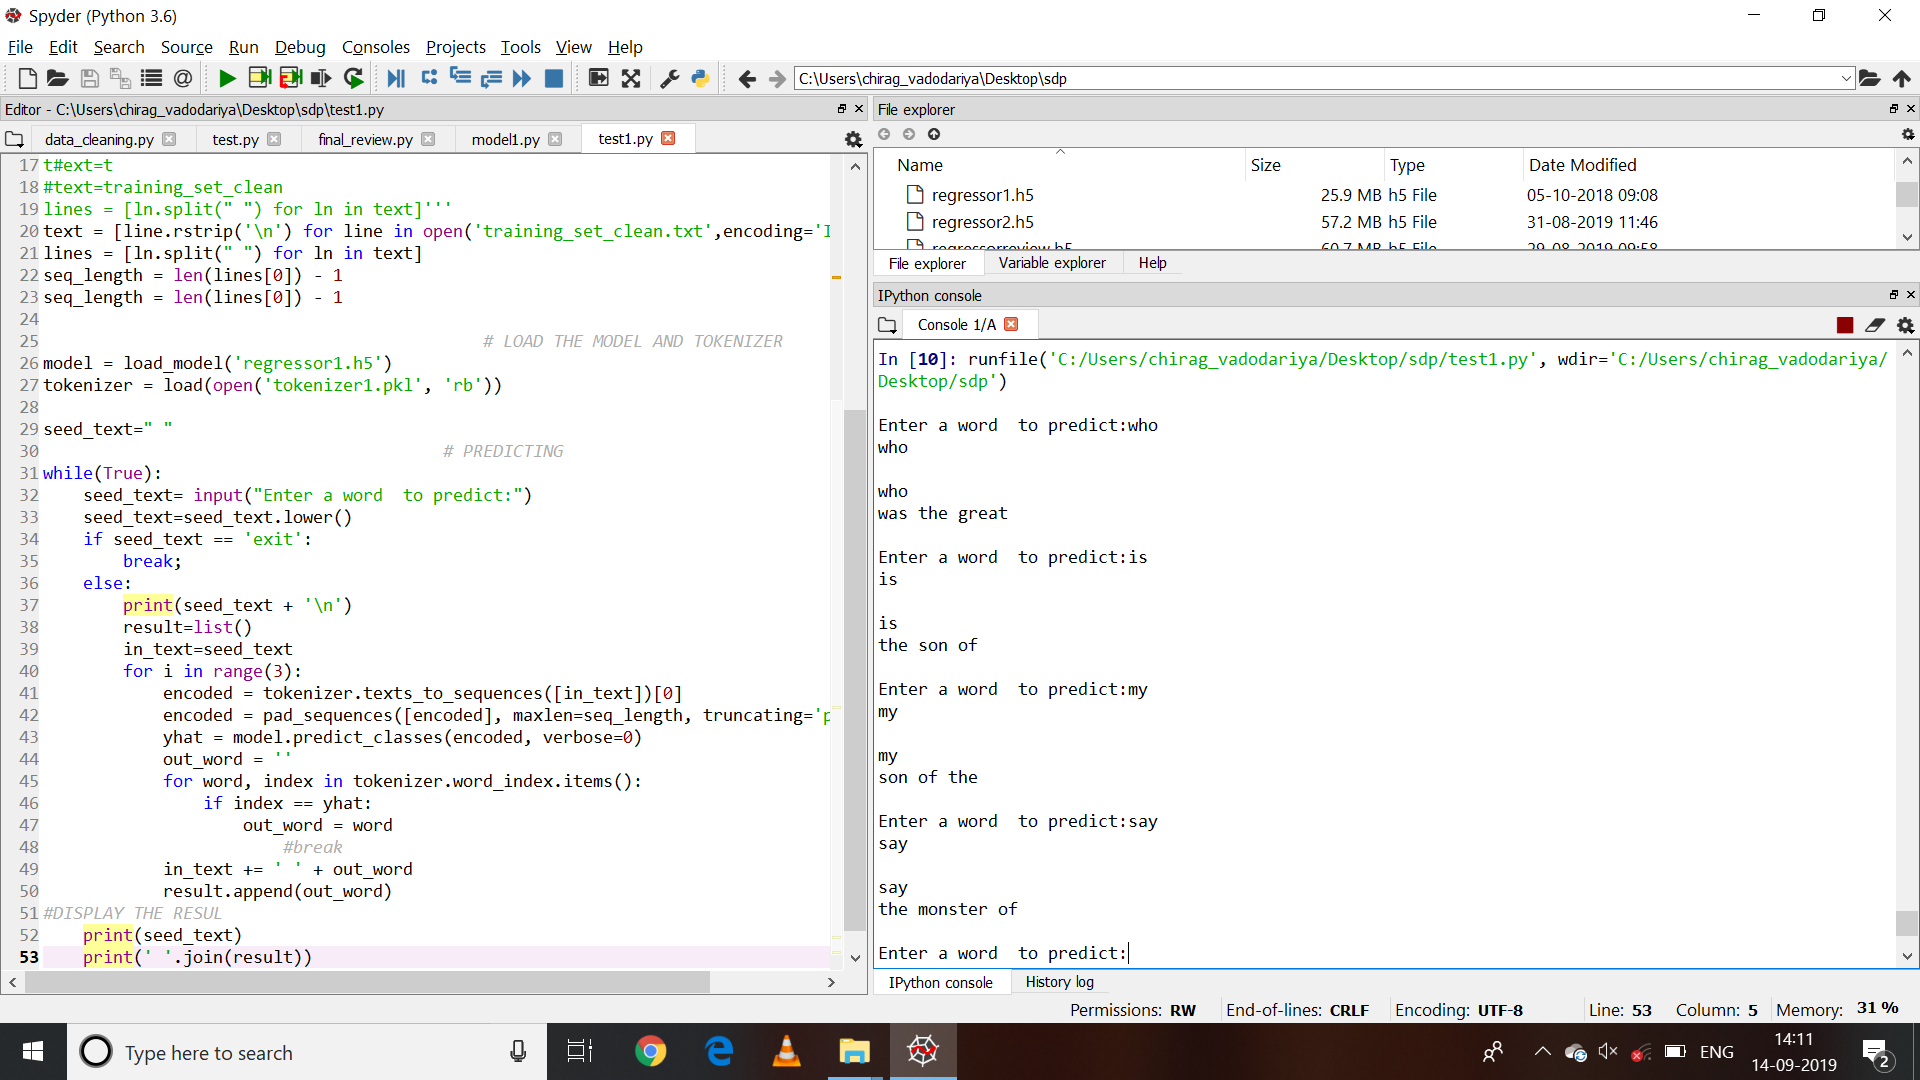 Spyder (Python 3.6)
File Edit Search Source Run Debug Consoles Projects Tools View Help
C:\Users\chirag_vadodariya\Desktop\sdp
Editor - C:\Users\chirag_vadodariya\Desktop\sdp\test1.py
data_cleaning.py test.py final_review.py model1.py test1.py
17 t#ext=t
18 #text=training_set_clean
19 lines = [ln.split(" ") for ln in text]'''
20 text = [line.rstrip('\n') for line in open('training_set_clean.txt',encoding='I
21 lines = [ln.split(" ") for ln in text]
22 seq_length = len(lines[0]) - 1
23 seq_length = len(lines[0]) - 1
24
25 # LOAD THE MODEL AND TOKENIZER
26 model = load_model('regressor1.h5')
27 tokenizer = load(open('tokenizer1.pkl', 'rb'))
28
29 seed_text=" "
30 # PREDICTING
31 while(True):
32     seed_text= input("Enter a word  to predict:")
33     seed_text=seed_text.lower()
34     if seed_text == 'exit':
35         break;
36     else:
37         print(seed_text + '\n')
38         result=list()
39         in_text=seed_text
40         for i in range(3):
41             encoded = tokenizer.texts_to_sequences([in_text])[0]
42             encoded = pad_sequences([encoded], maxlen=seq_length, truncating='p
43             yhat = model.predict_classes(encoded, verbose=0)
44             out_word = ''
45             for word, index in tokenizer.word_index.items():
46                 if index == yhat:
47                     out_word = word
48                         #break
49             in_text += ' ' + out_word
50             result.append(out_word)
51 #DISPLAY THE RESUL
52     print(seed_text)
53     print(' '.join(result))
File explorer
Name Size Type Date Modified
regressor1.h5 25.9 MB h5 File 05-10-2018 09:08
regressor2.h5 57.2 MB h5 File 31-08-2019 11:46
regressorreview.h5 60.7 MB h5 File 29-08-2019 09:58
File explorer Variable explorer Help
IPython console
Console 1/A
In [10]: runfile('C:/Users/chirag_vadodariya/Desktop/sdp/test1.py', wdir='C:/Users/chirag_vadodariya/
Desktop/sdp')
Enter a word  to predict:who
who
who
was the great
Enter a word  to predict:is
is
is
the son of
Enter a word  to predict:my
my
my
son of the
Enter a word  to predict:say
say
say
the monster of
Enter a word  to predict:
IPython console History log
Permissions: RW End-of-lines: CRLF Encoding: UTF-8 Line: 53 Column: 5 Memory: 31 %
Type here to search
ENG
14:11
14-09-2019
2